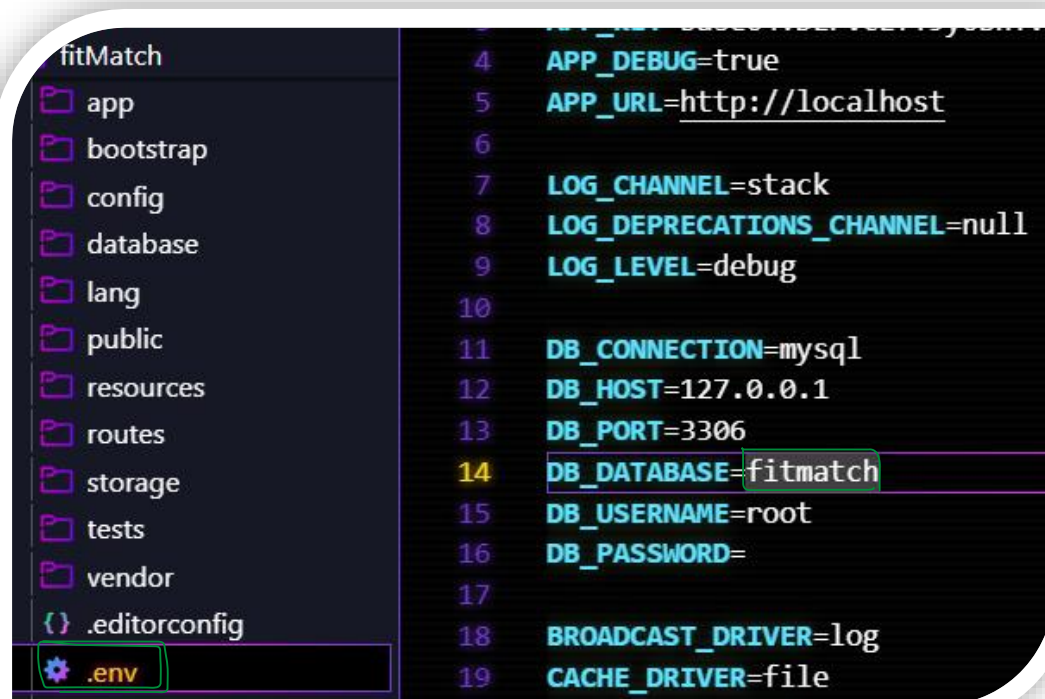 fitMatch
app
bootstrap
config
database
lang
public
resources
routes
storage
tests
vendor
{} .editorconfig
.env
4 APP_DEBUG=true
5 APP_URL=http://localhost
6
7 LOG_CHANNEL=stack
8 LOG_DEPRECATIONS_CHANNEL=null
9 LOG_LEVEL=debug
10
11 DB_CONNECTION=mysql
12 DB_HOST=127.0.0.1
13 DB_PORT=3306
14 DB_DATABASE=fitmatch
15 DB_USERNAME=root
16 DB_PASSWORD=
17
18 BROADCAST_DRIVER=log
19 CACHE_DRIVER=file